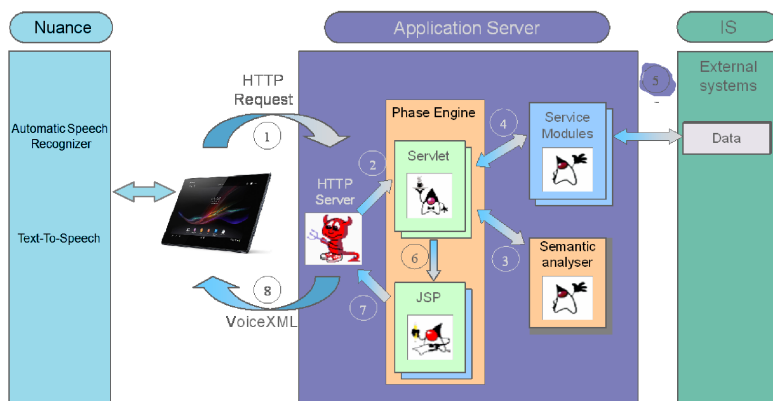 Nuance
Application Server
IS
HTTP
Request
1
Automatic Speech
Recognizer
Text-To-Speech
8
VoiceXML
HTTP
Server
2
Phase Engine
Servlet
6
7
JSP
4
3
Service
Modules
Semantic
analyser
5
External
systems
Data